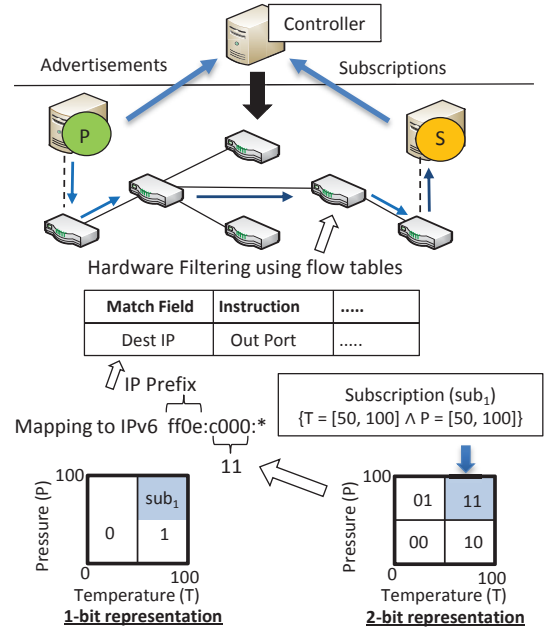 Controller
Advertisements
Subscriptions
P
S
Hardware Filtering using flow tables
Match Field Instruction .....
Dest IP Out Port .....
IP Prefix
Mapping to IPv6 ff0e:c000:*
11
Subscription (sub₁)
{T = [50, 100] ∧ P = [50, 100]}
100
Pressure (P)
sub₁
0 1
0 100
Temperature (T)
1-bit representation
100
Pressure (P)
01 11
00 10
0 100
Temperature (T)
2-bit representation